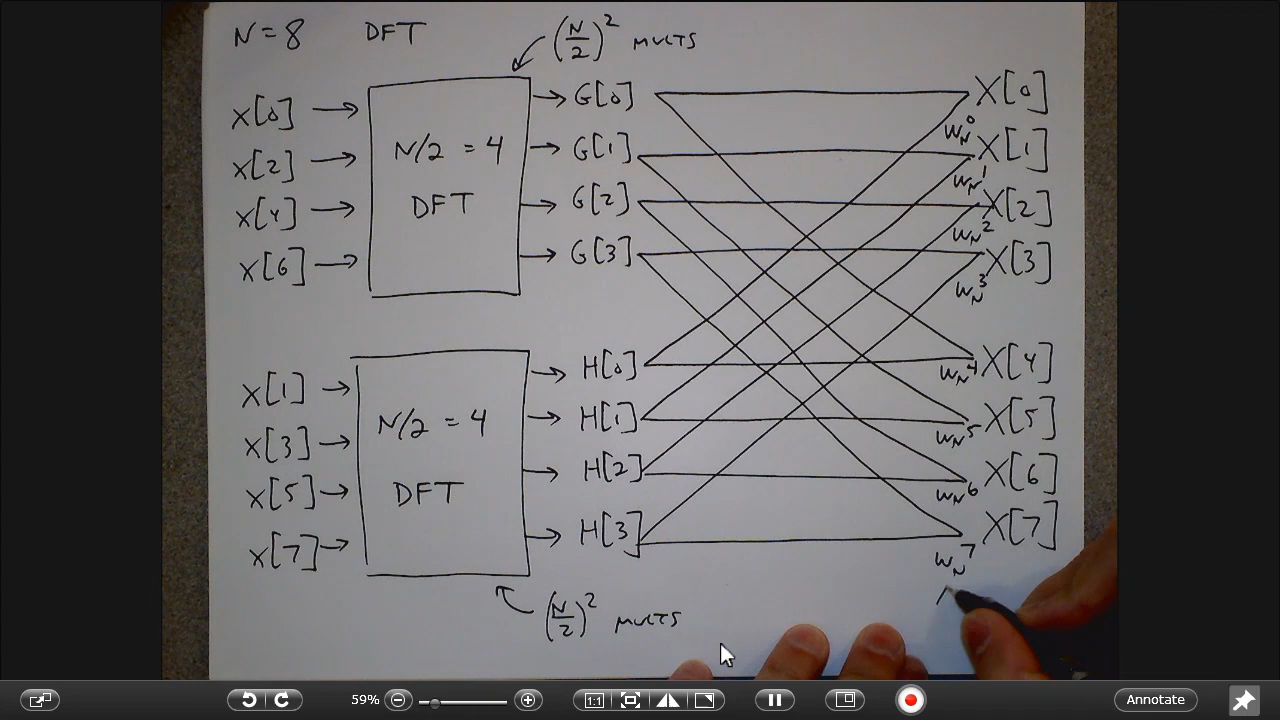 N=8 DFT
(N/2)² MULTS
x[0]
x[2]
x[4]
x[6]
N/2 = 4
DFT
G[0]
G[1]
G[2]
G[3]
X[0]
X[1]
X[2]
X[3]
W_N^0
W_N^1
W_N^2
W_N^3
x[1]
x[3]
x[5]
x[7]
N/2 = 4
DFT
H[0]
H[1]
H[2]
H[3]
X[4]
X[5]
X[6]
X[7]
W_N^4
W_N^5
W_N^6
W_N^7
(N/2)² MULTS
59%
1:1
Annotate